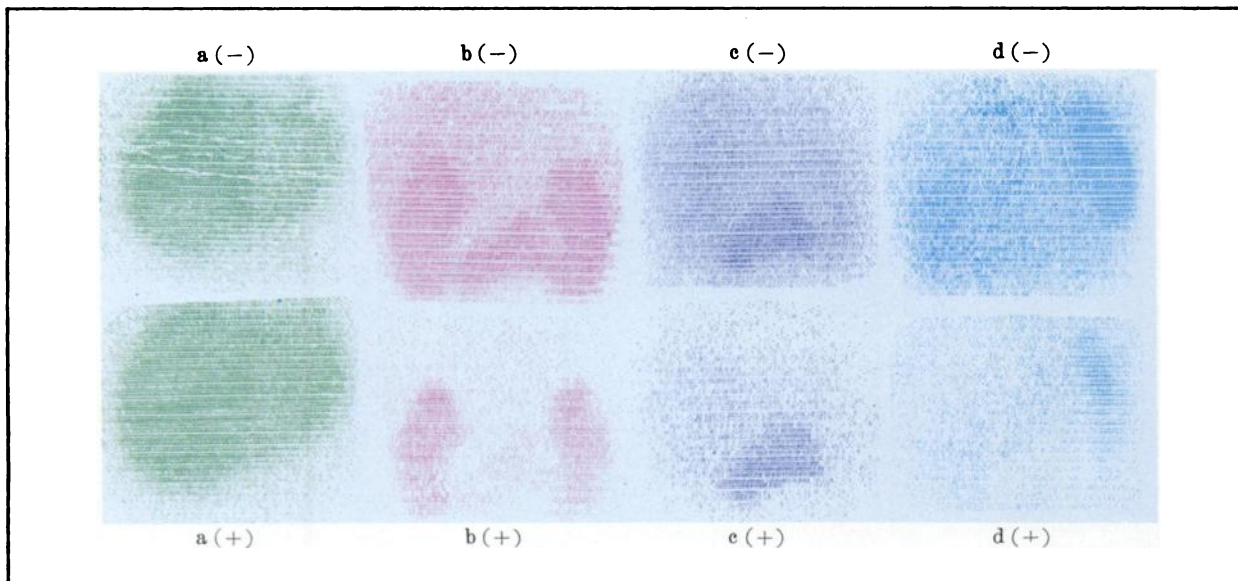 a (−) b (−) c (−) d (−)
a (+) b (+) c (+) d (+)